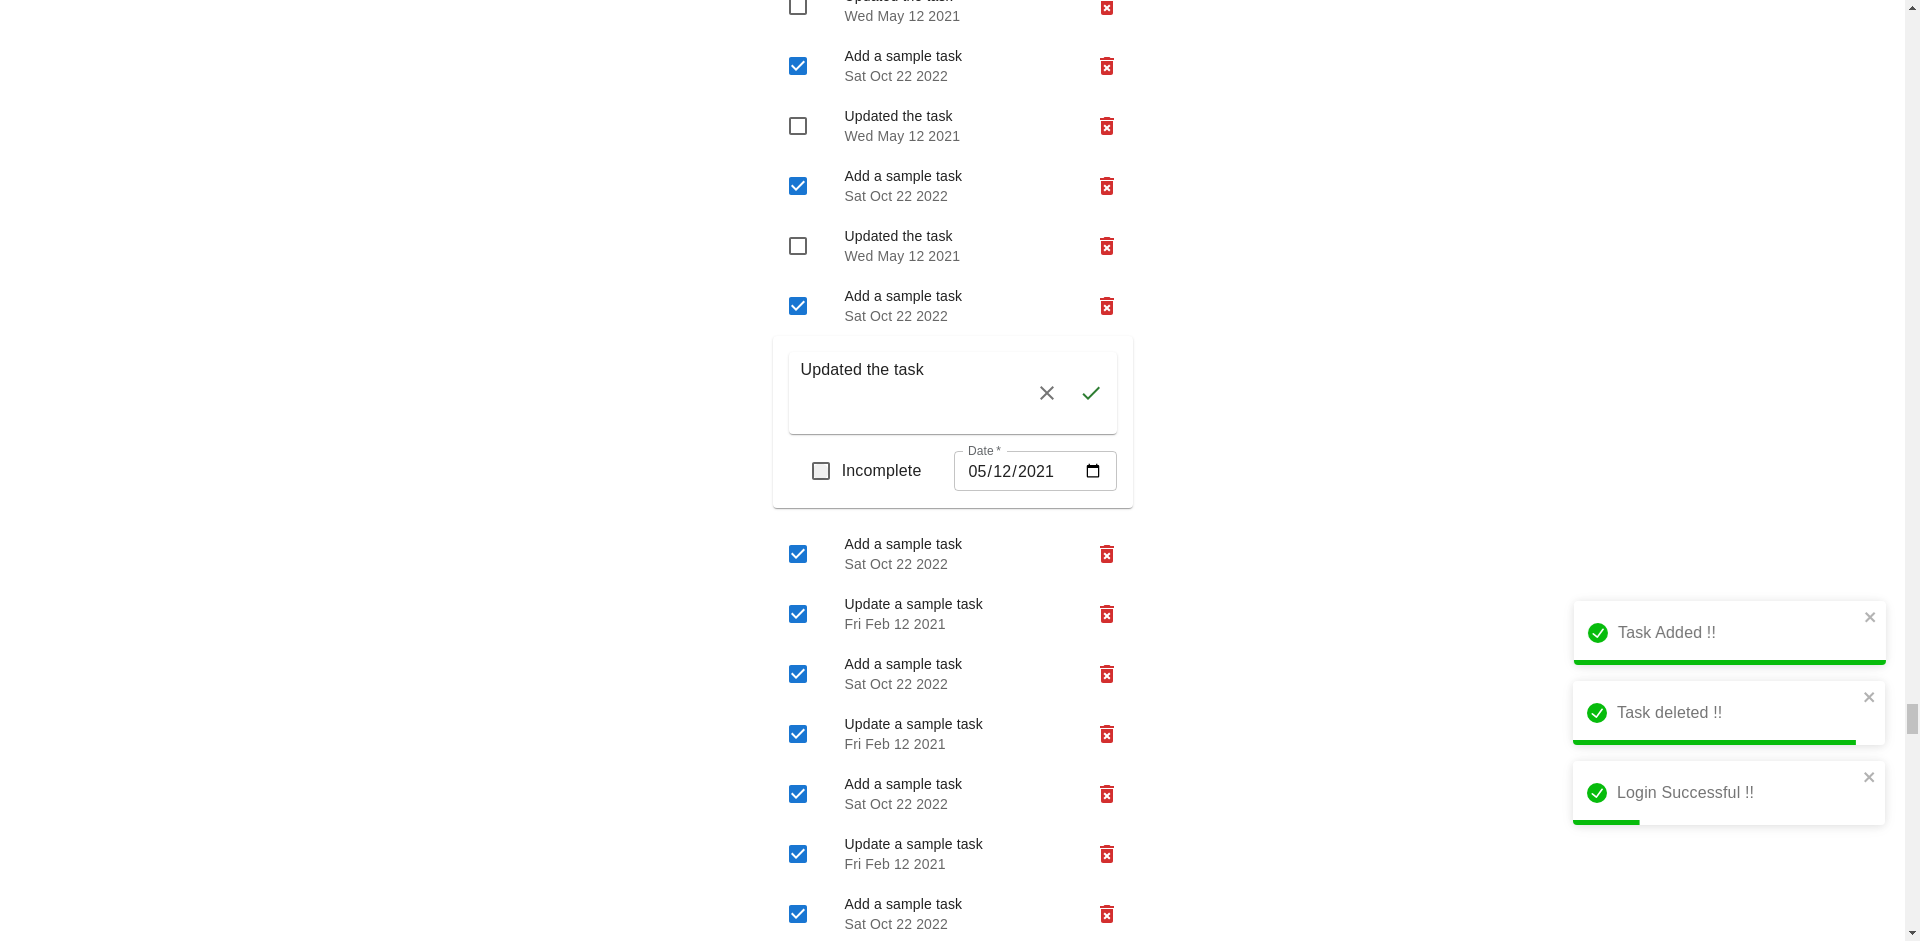 Updated the task
Wed May 12 2021
Add a sample task
Sat Oct 22 2022
Updated the task
Wed May 12 2021
Add a sample task
Sat Oct 22 2022
Updated the task
Wed May 12 2021
Add a sample task
Sat Oct 22 2022
Updated the task
Incomplete
Date *
05/12/2021
Add a sample task
Sat Oct 22 2022
Update a sample task
Fri Feb 12 2021
Add a sample task
Sat Oct 22 2022
Update a sample task
Fri Feb 12 2021
Add a sample task
Sat Oct 22 2022
Update a sample task
Fri Feb 12 2021
Add a sample task
Sat Oct 22 2022
Task Added !!
Task deleted !!
Login Successful !!